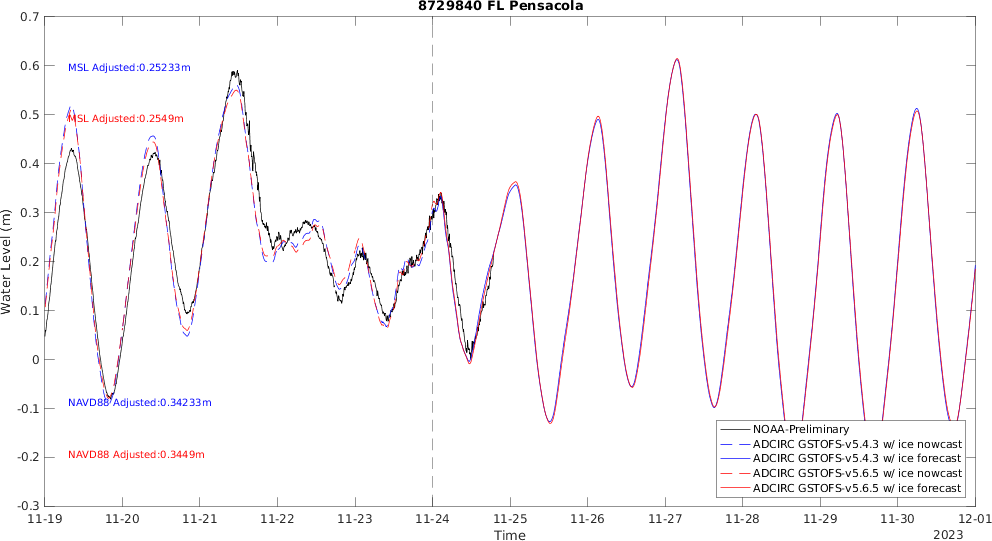 8729840 FL Pensacola
0.7
0.6
0.5
0.4
0.3
0.2
0.1
0
-0.1
-0.2
-0.3
Water Level (m)
MSL Adjusted:0.25233m
MSL Adjusted:0.2549m
NAVD88 Adjusted:0.34233m
NAVD88 Adjusted:0.3449m
NOAA-Preliminary
ADCIRC GSTOFS-v5.4.3 w/ ice nowcast
ADCIRC GSTOFS-v5.4.3 w/ ice forecast
ADCIRC GSTOFS-v5.6.5 w/ ice nowcast
ADCIRC GSTOFS-v5.6.5 w/ ice forecast
11-19 11-20 11-21 11-22 11-23 11-24 11-25 11-26 11-27 11-28 11-29 11-30 12-01
Time
2023